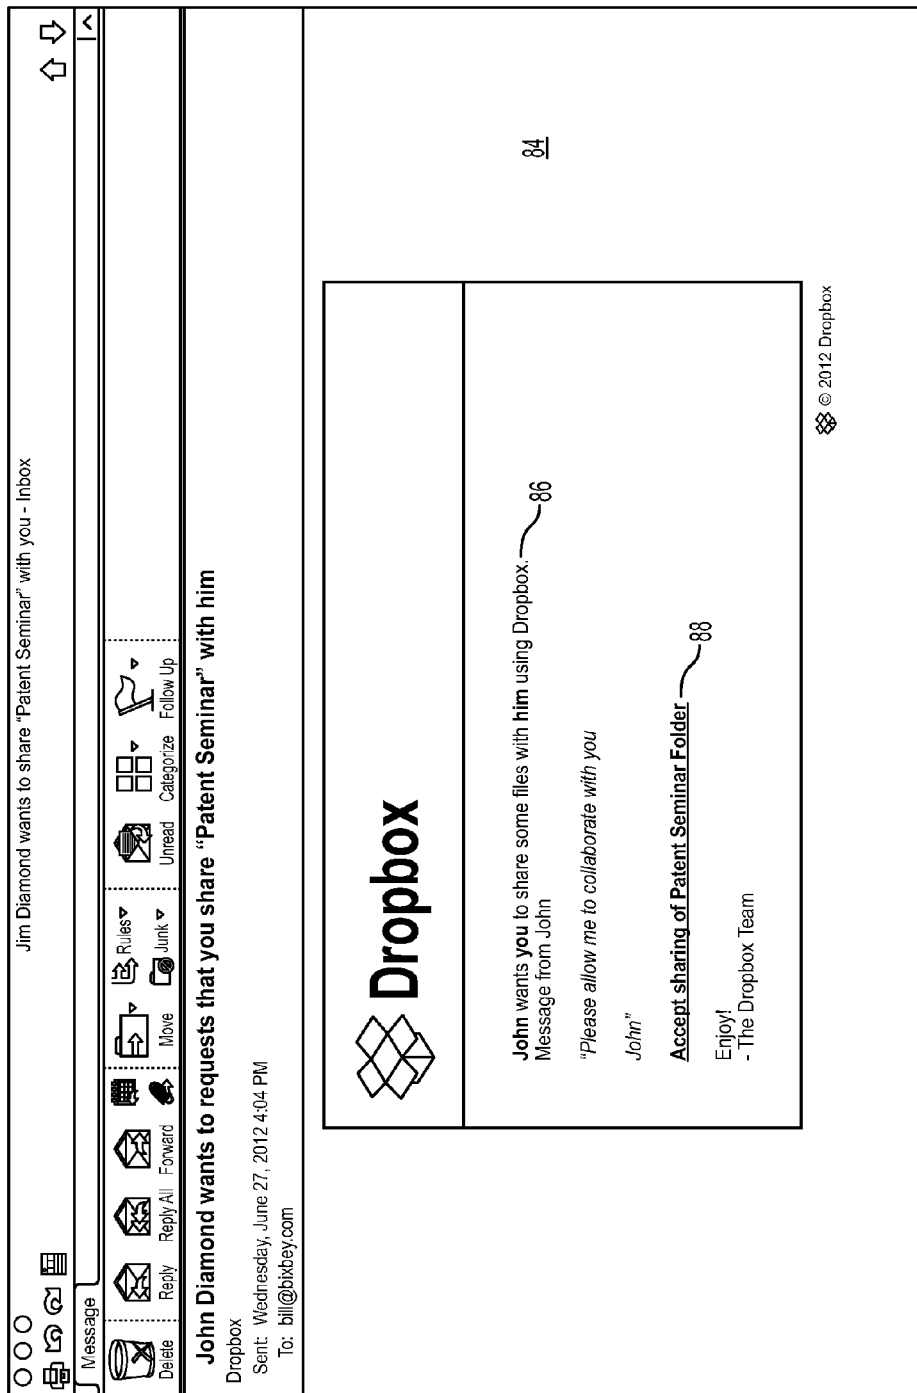 Jim Diamond wants to share “Patent Seminar” with you - Inbox
Message
Delete
Reply
Reply All
Forward
Move
Rules
Junk
Unread
Categorize
Follow Up
John Diamond wants to requests that you share “Patent Seminar” with him
Dropbox
Sent: Wednesday, June 27, 2012 4:04 PM
To: bill@bixbey.com
Dropbox
84
John wants you to share some files with him using Dropbox. 86
Message from John
“Please allow me to collaborate with you
John”
Accept sharing of Patent Seminar Folder 88
Enjoy!
- The Dropbox Team
© 2012 Dropbox